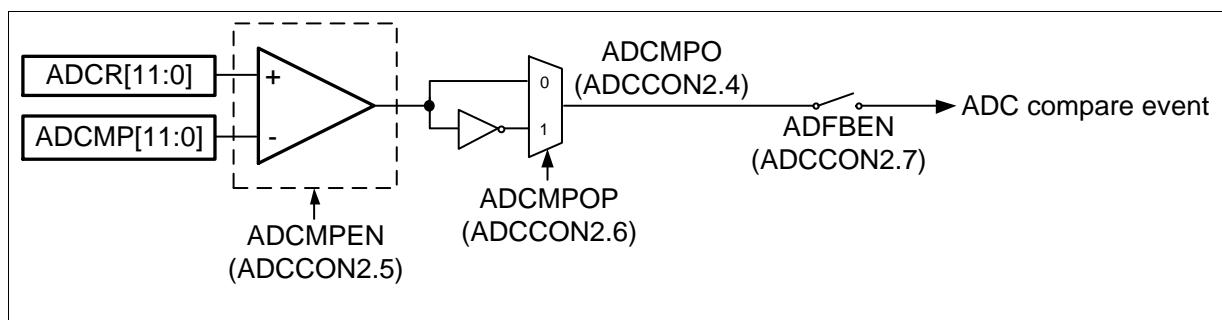 ADCR[11:0]
ADCMP[11:0]
+
-
ADCMPEN
(ADCCON2.5)
0
1
ADCMPOP
(ADCCON2.6)
ADCMPO
(ADCCON2.4)
ADFBEN
(ADCCON2.7)
ADC compare event